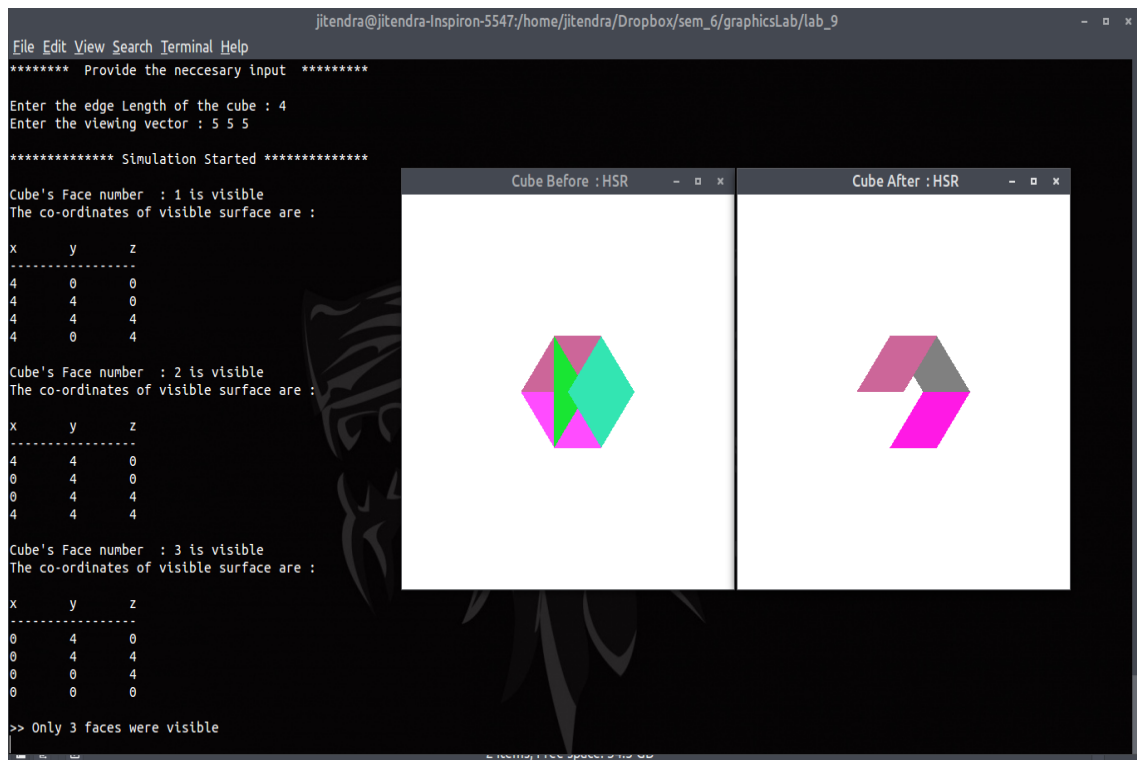 jitendra@jitendra-Inspiron-5547:/home/jitendra/Dropbox/sem_6/graphicsLab/lab_9
File Edit View Search Terminal Help
******** Provide the neccesary input *********
Enter the edge Length of the cube : 4
Enter the viewing vector : 5 5 5
************** Simulation Started **************
Cube's Face number : 1 is visible
The co-ordinates of visible surface are :
x y z
------------------
4 0 0
4 4 0
4 4 4
4 0 4
Cube's Face number : 2 is visible
The co-ordinates of visible surface are :
x y z
------------------
4 4 0
0 4 0
0 4 4
4 4 4
Cube's Face number : 3 is visible
The co-ordinates of visible surface are :
x y z
------------------
0 4 0
0 4 4
0 0 4
0 0 0
>> Only 3 faces were visible
Cube Before : HSR
Cube After : HSR